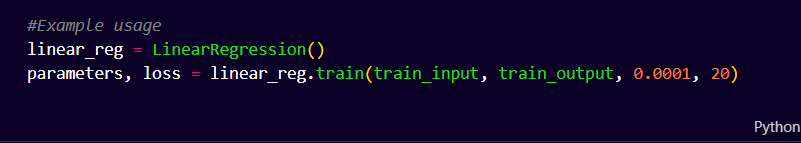 #Example usage
linear_reg = LinearRegression()
parameters, loss = linear_reg.train(train_input, train_output, 0.0001, 20)
Python